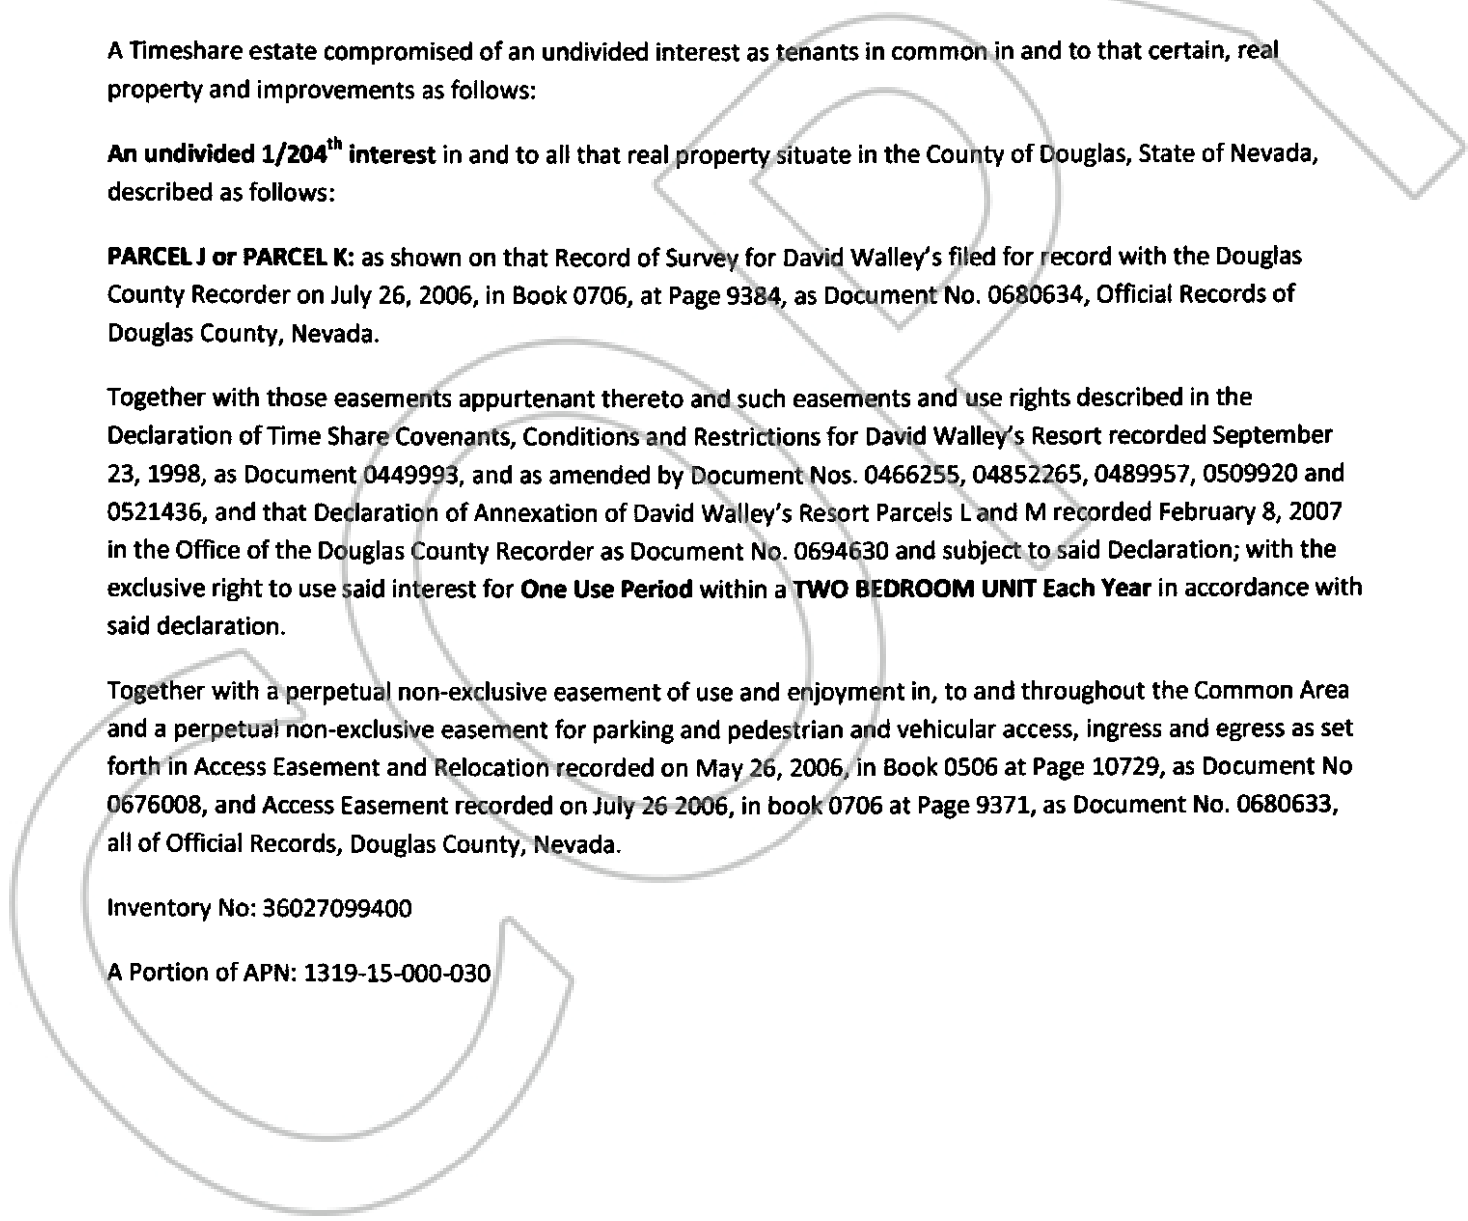 A Timeshare estate compromised of an undivided interest as tenants in common in and to that certain, real
property and improvements as follows:
An undivided 1/204th interest in and to all that real property situate in the County of Douglas, State of Nevada,
described as follows:
PARCEL J or PARCEL K: as shown on that Record of Survey for David Walley's filed for record with the Douglas
County Recorder on July 26, 2006, in Book 0706, at Page 9384, as Document No. 0680634, Official Records of
Douglas County, Nevada.
Together with those easements appurtenant thereto and such easements and use rights described in the
Declaration of Time Share Covenants, Conditions and Restrictions for David Walley's Resort recorded September
23, 1998, as Document 0449993, and as amended by Document Nos. 0466255, 04852265, 0489957, 0509920 and
0521436, and that Declaration of Annexation of David Walley's Resort Parcels L and M recorded February 8, 2007
in the Office of the Douglas County Recorder as Document No. 0694630 and subject to said Declaration; with the
exclusive right to use said interest for One Use Period within a TWO BEDROOM UNIT Each Year in accordance with
said declaration.
Together with a perpetual non-exclusive easement of use and enjoyment in, to and throughout the Common Area
and a perpetual non-exclusive easement for parking and pedestrian and vehicular access, ingress and egress as set
forth in Access Easement and Relocation recorded on May 26, 2006, in Book 0506 at Page 10729, as Document No
0676008, and Access Easement recorded on July 26 2006, in book 0706 at Page 9371, as Document No. 0680633,
all of Official Records, Douglas County, Nevada.
Inventory No: 36027099400
A Portion of APN: 1319-15-000-030
COPY